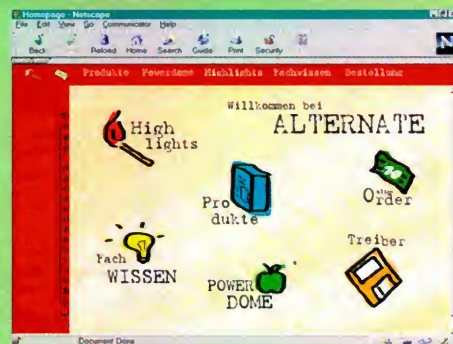 Homepage - Netscape
File Edit View Go Communicator Help
Back Reload Home Search Guide Print Security
N
Produkte Powerdome Highlights Fachwissen Bestellung
Willkommen bei
ALTERNATE
High
lights
Pro
dukte
Order
Fach
WISSEN
POWER
DOME
Treiber
Document Done